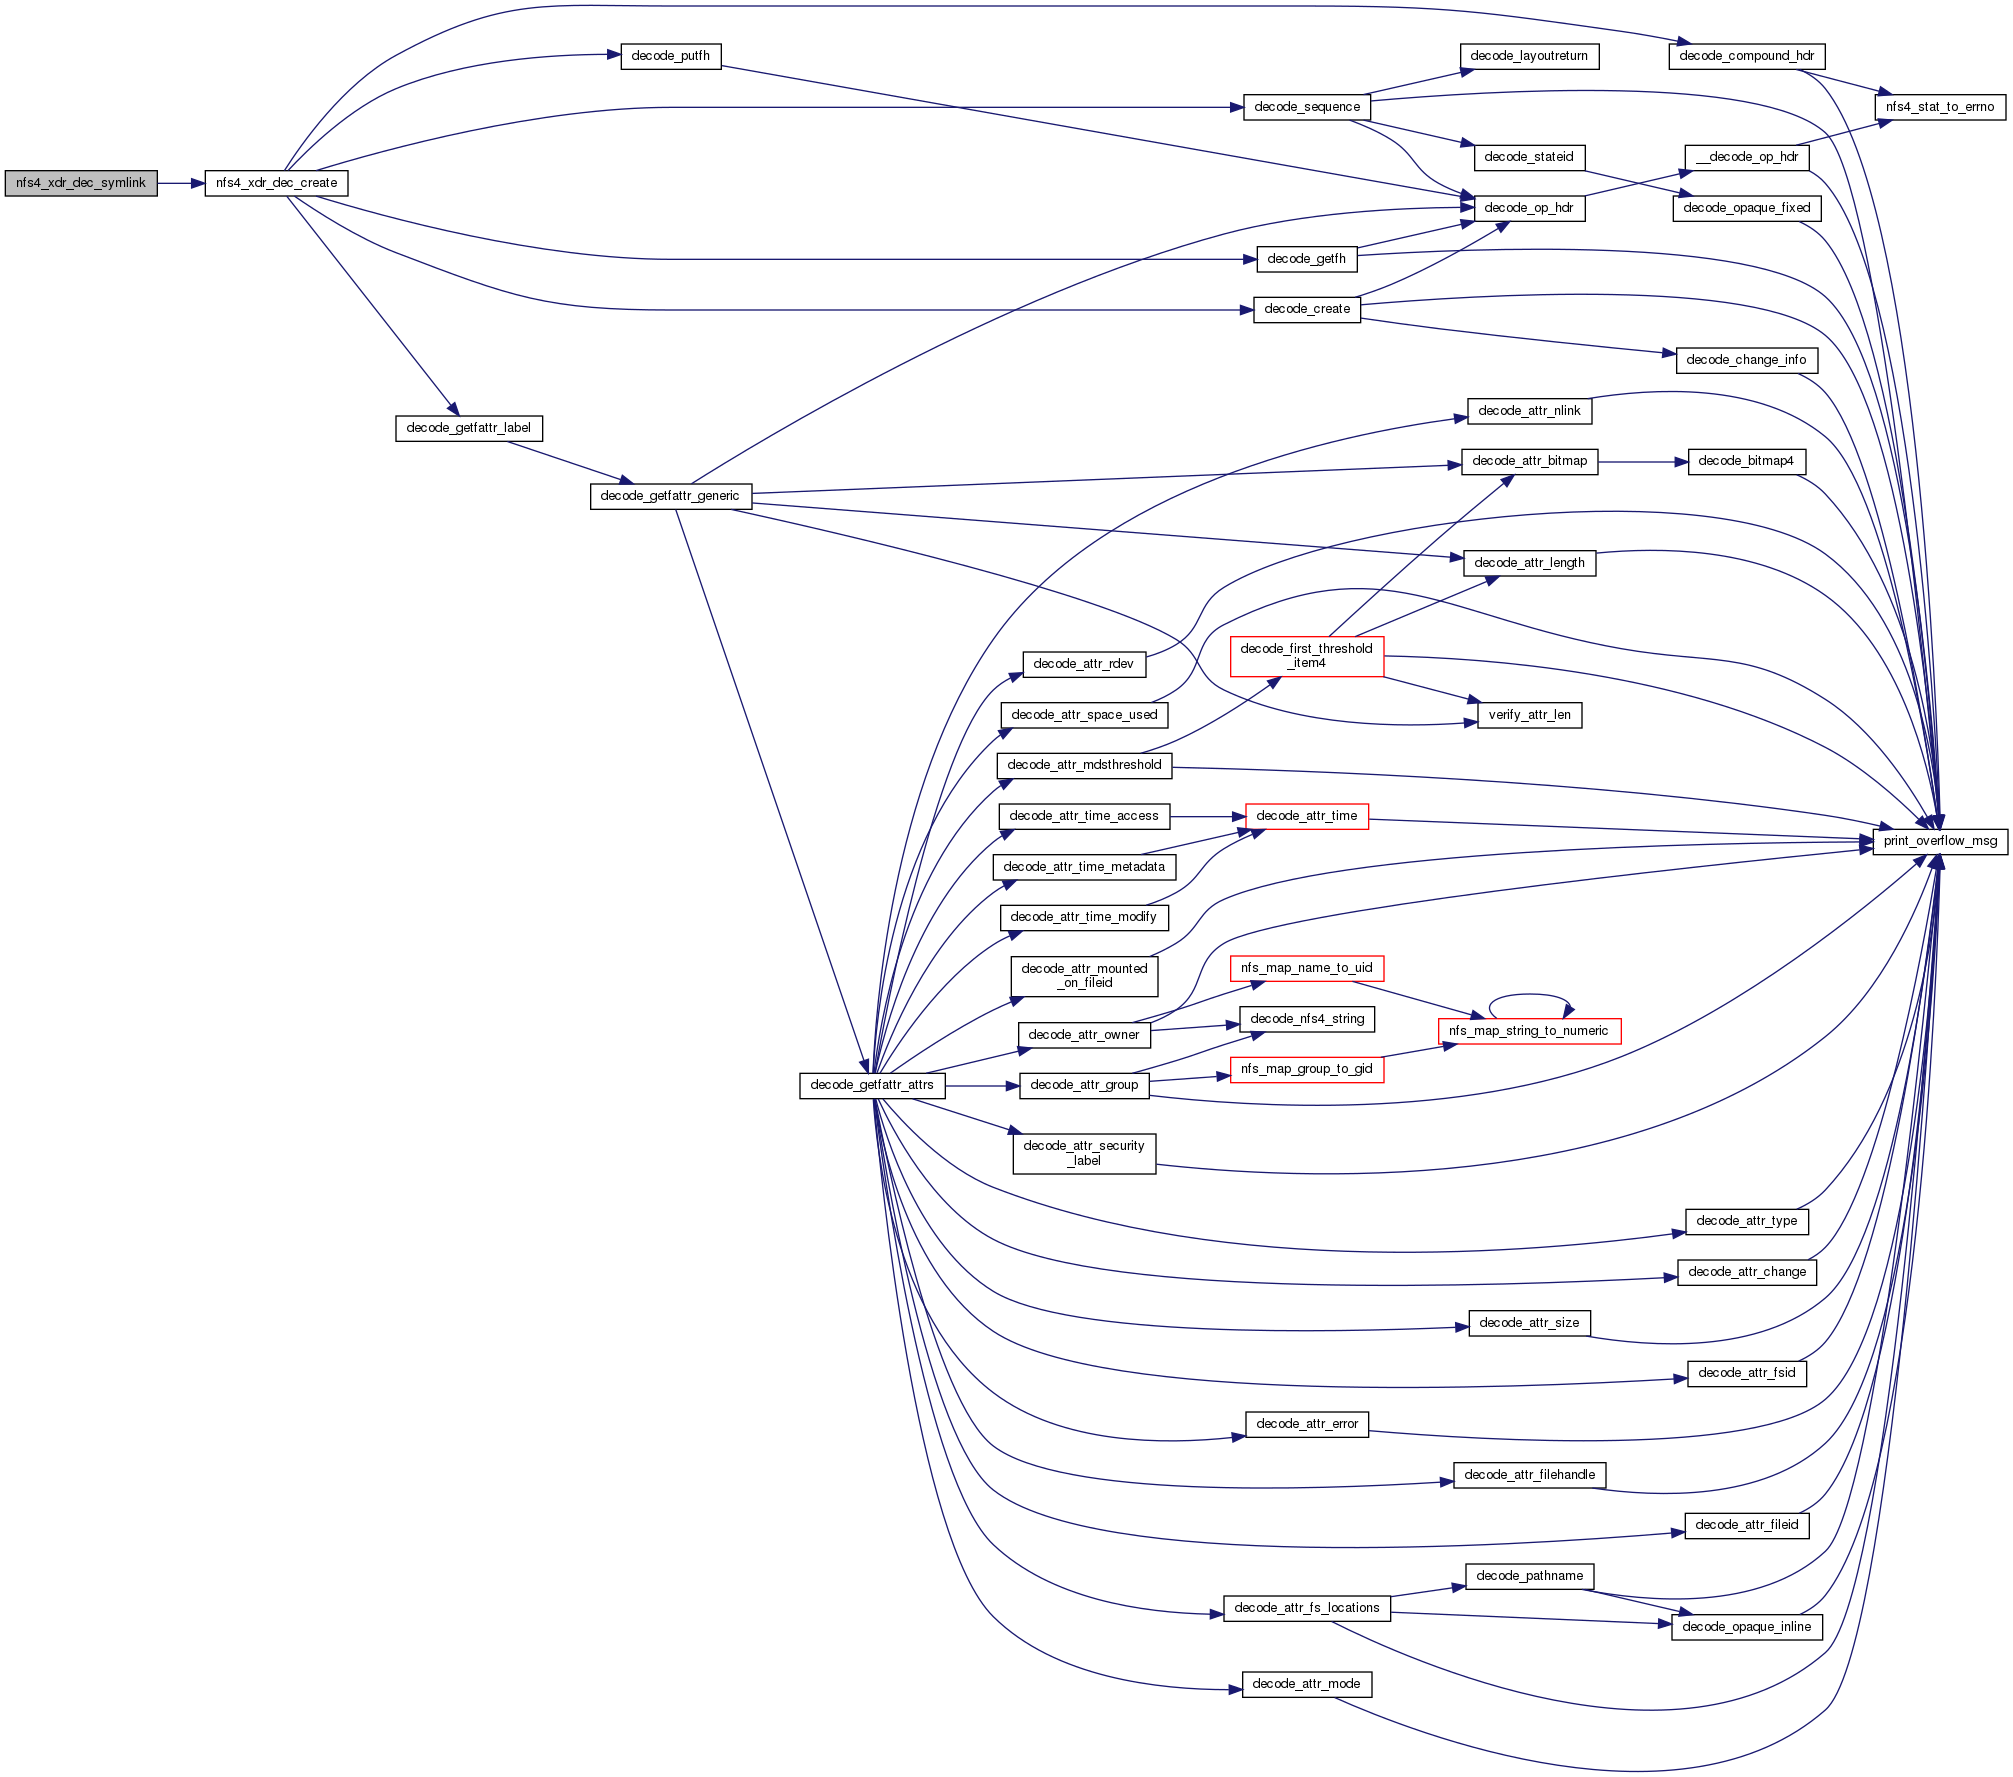 decode_putfh
decode_layoutreturn
decode_compound_hdr
decode_sequence
nfs4_stat_to_errno
decode_stateid
__decode_op_hdr
nfs4_xdr_dec_symlink
nfs4_xdr_dec_create
decode_op_hdr
decode_opaque_fixed
decode_getfh
decode_create
decode_change_info
decode_attr_nlink
decode_getfattr_label
decode_attr_bitmap
decode_bitmap4
decode_getfattr_generic
decode_attr_length
decode_first_threshold
_item4
decode_attr_rdev
decode_attr_space_used
verify_attr_len
decode_attr_mdsthreshold
decode_attr_time_access
decode_attr_time
print_overflow_msg
decode_attr_time_metadata
decode_attr_time_modify
decode_attr_mounted
_on_fileid
nfs_map_name_to_uid
decode_nfs4_string
nfs_map_string_to_numeric
decode_attr_owner
nfs_map_group_to_gid
decode_getfattr_attrs
decode_attr_group
decode_attr_security
_label
decode_attr_type
decode_attr_change
decode_attr_size
decode_attr_fsid
decode_attr_error
decode_attr_filehandle
decode_attr_fileid
decode_pathname
decode_attr_fs_locations
decode_opaque_inline
decode_attr_mode